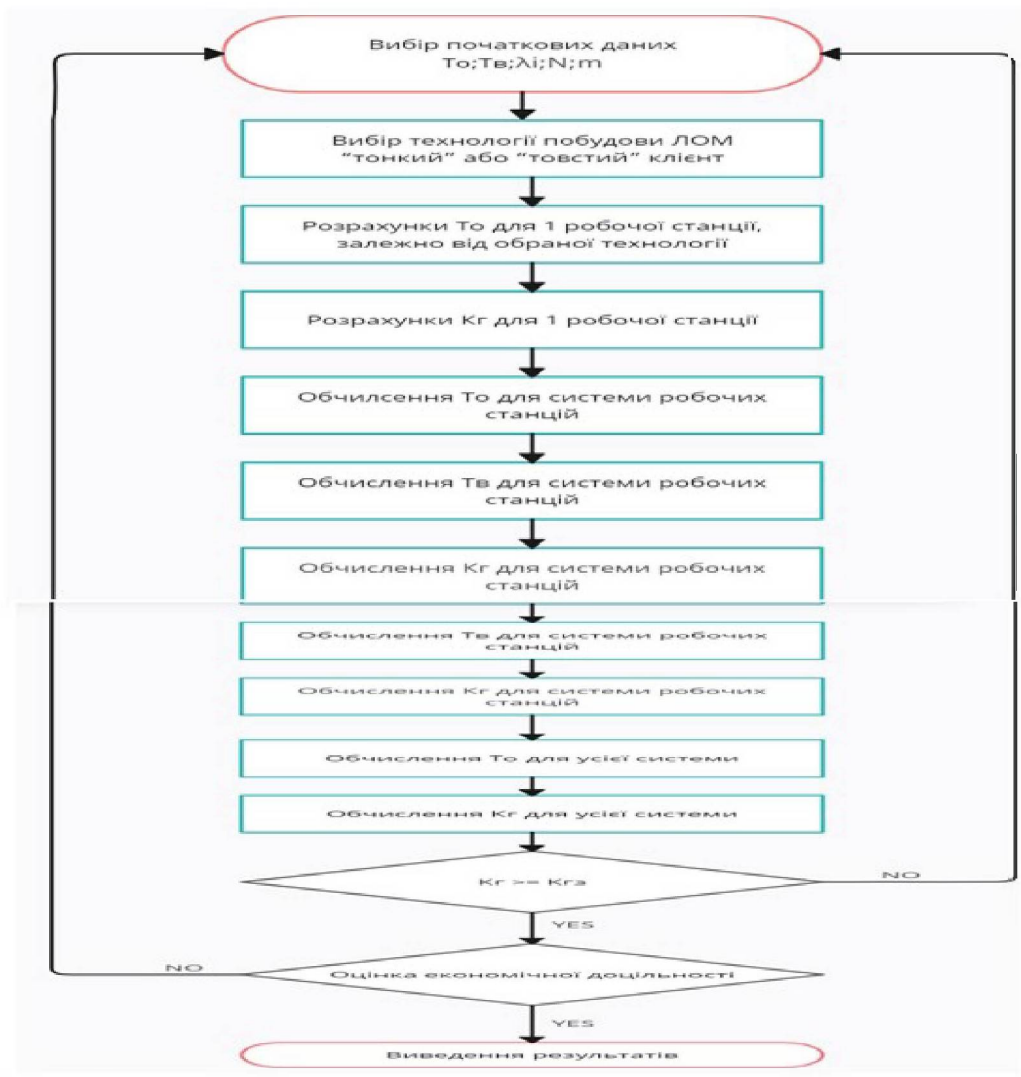 Вибір початкових даних
То;Тв;λі;N;m
Вибір технології побудови ЛОМ
“тонкий” або “товстий” клієнт
Розрахунки То для 1 робочої станції,
залежно від обраної технології
Розрахунки Кг для 1 робочої станції
Обчилсення То для системи робочих
станцій
Обчислення Тв для системи робочих
станцій
Обчислення Кг для системи робочих
станцій
Обчислення Тв для системи робочих
станцій
Обчислення Кг для системи робочих
станцій
Обчислення То для усієї системи
Обчислення Кг для усієї системи
Кг >= Кгз
NO
YES
Оцінка економічної доцільності
NO
YES
Виведення результатів